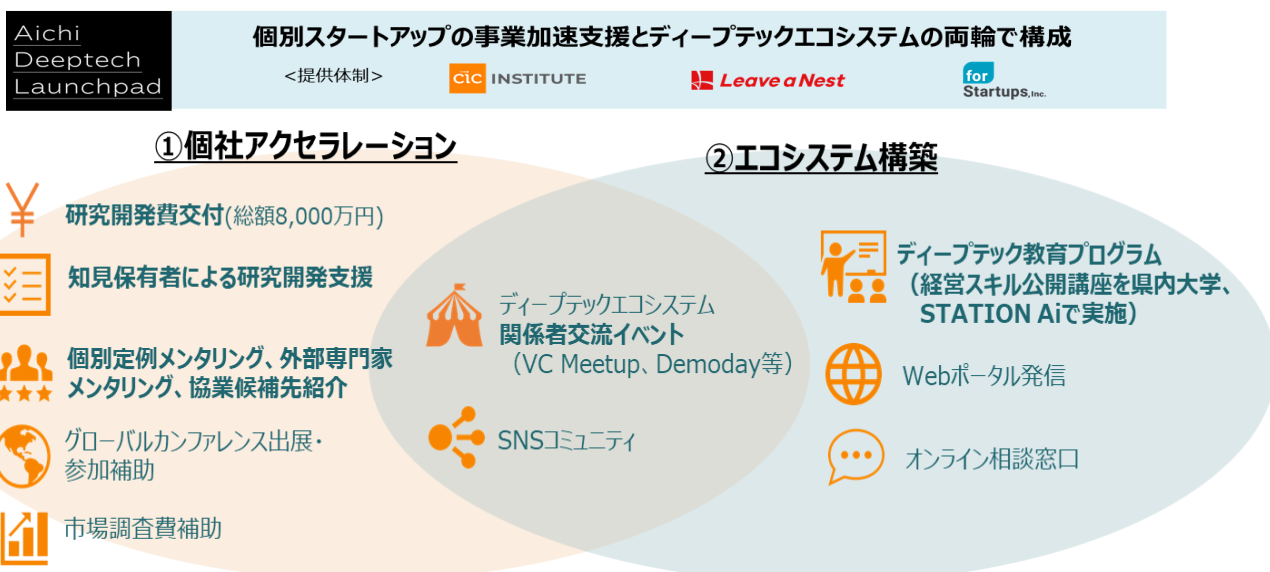 Aichi
Deeptech
Launchpad
個別スタートアップの事業加速支援とディープテックエコシステムの両輪で構成
<提供体制>
CIC INSTITUTE
Leave a Nest
for
Startups,Inc.
①個社アクセラレーション
研究開発費交付(総額8,000万円)
知見保有者による研究開発支援
個別定例メンタリング、外部専門家
メンタリング、協業候補先紹介
グローバルカンファレンス出展・
参加補助
市場調査費補助
ディープテックエコシステム
関係者交流イベント
（VC Meetup、Demoday等）
SNSコミュニティ
②エコシステム構築
ディープテック教育プログラム
（経営スキル公開講座を県内大学、
STATION Aiで実施）
Webポータル発信
オンライン相談窓口